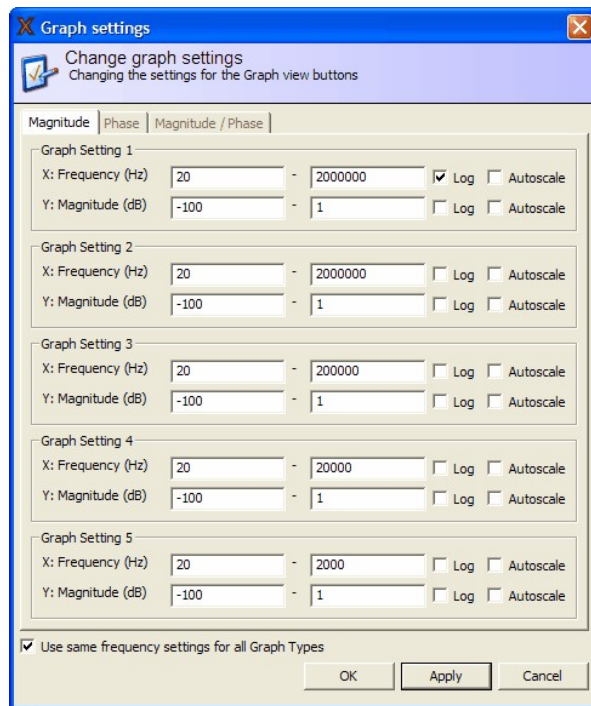 Graph settings
Change graph settings
Changing the settings for the Graph view buttons
Magnitude Phase Magnitude / Phase
Graph Setting 1
X: Frequency (Hz) 20 - 2000000 Log Autoscale
Y: Magnitude (dB) -100 - 1 Log Autoscale
Graph Setting 2
X: Frequency (Hz) 20 - 2000000 Log Autoscale
Y: Magnitude (dB) -100 - 1 Log Autoscale
Graph Setting 3
X: Frequency (Hz) 20 - 200000 Log Autoscale
Y: Magnitude (dB) -100 - 1 Log Autoscale
Graph Setting 4
X: Frequency (Hz) 20 - 20000 Log Autoscale
Y: Magnitude (dB) -100 - 1 Log Autoscale
Graph Setting 5
X: Frequency (Hz) 20 - 2000 Log Autoscale
Y: Magnitude (dB) -100 - 1 Log Autoscale
Use same frequency settings for all Graph Types
OK Apply Cancel